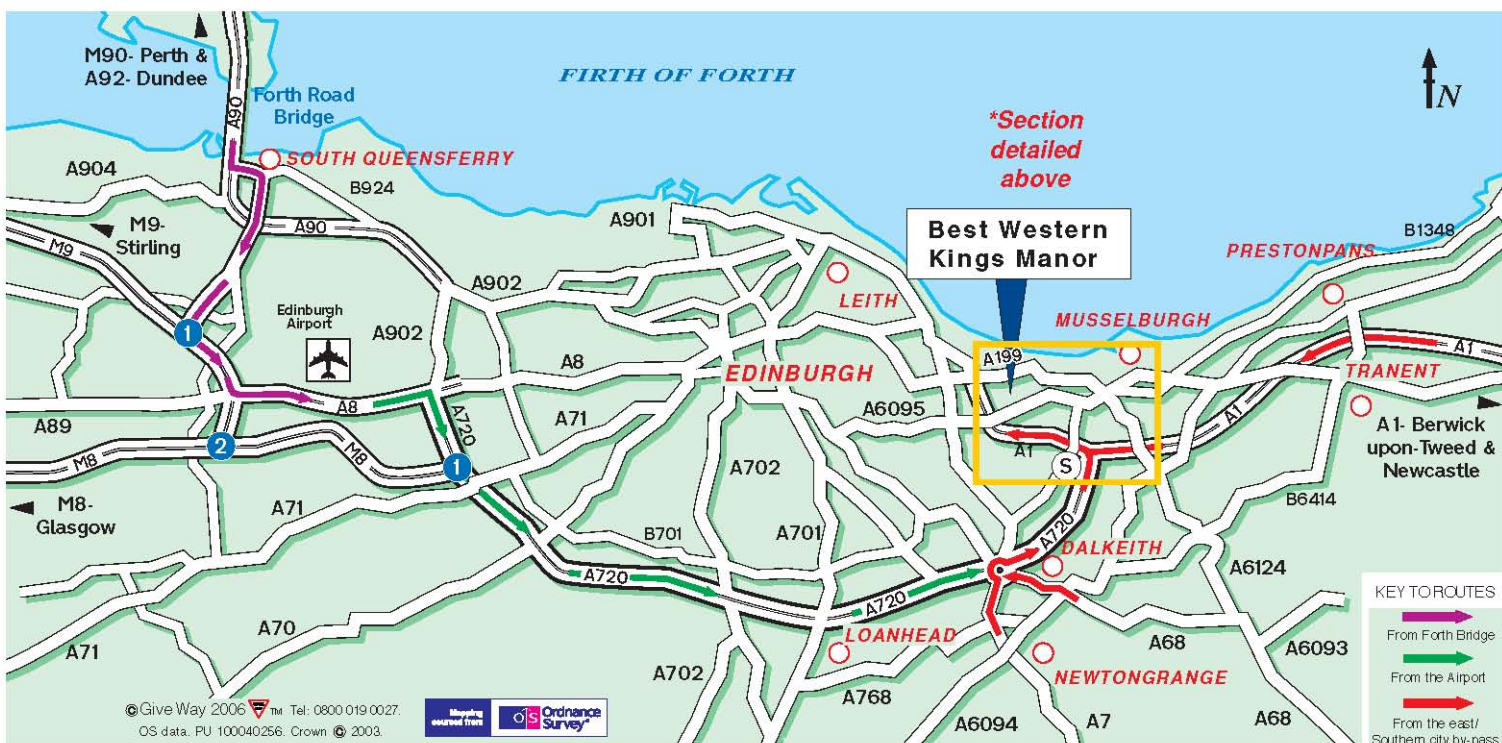 M90- Perth &
A92- Dundee
FIRTH OF FORTH
N
Forth Road
Bridge
A90
*Section
detailed
above
SOUTH QUEENSFERRY
A904
B924
M9-
Stirling
M9
A90
A901
Best Western
Kings Manor
B1348
PRESTONPANS
A902
LEITH
MUSSELBURGH
Edinburgh
Airport
A902
1
A8
A199
A1
EDINBURGH
TRANENT
A8
A720
A71
A6095
A1
A89
2
M8
M8
1
A702
A1
S
A1- Berwick
upon-Tweed &
Newcastle
M8-
Glasgow
A71
B701
A701
A720
B6414
DALKEITH
A6124
A720
A720
KEY TO ROUTES
From Forth Bridge
From the Airport
From the east/
Southern city by-pass
A70
A71
LOANHEAD
A68
A6093
A702
A768
NEWTONGRANGE
A6094
A7
A68
© Give Way 2006 TM Tel: 0800 019 0027.
OS data. PU 100040256. Crown © 2003.
Mapping
sourced from
OS Ordnance
Survey®